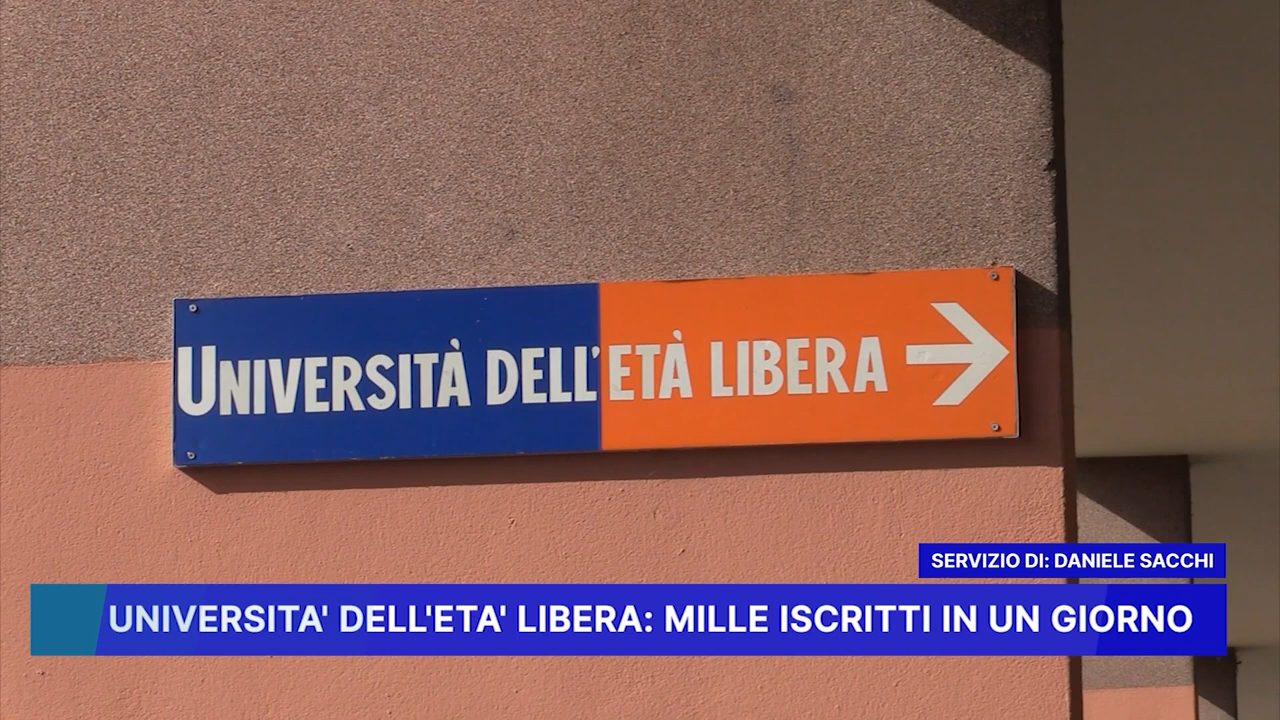 UNIVERSITÀ DELL'ETÀ LIBERA
SERVIZIO DI: DANIELE SACCHI
UNIVERSITA' DELL'ETA' LIBERA: MILLE ISCRITTI IN UN GIORNO